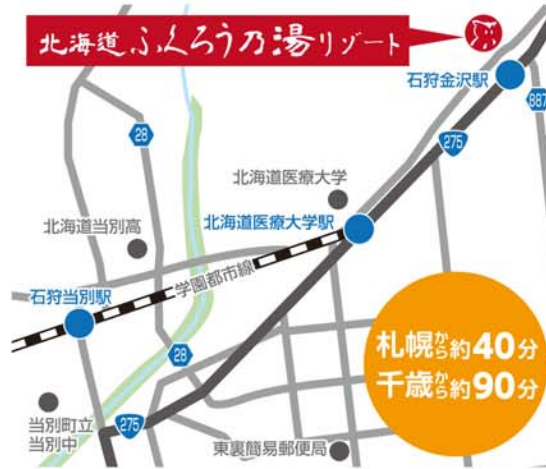 北海道ふくろう乃湯リゾート
石狩金沢駅
887
28
275
北海道医療大学
北海道当別高
北海道医療大学駅
学園都市線
石狩当別駅
札幌から約40分
千歳から約90分
28
当別町立
当別中
275
東裏簡易郵便局